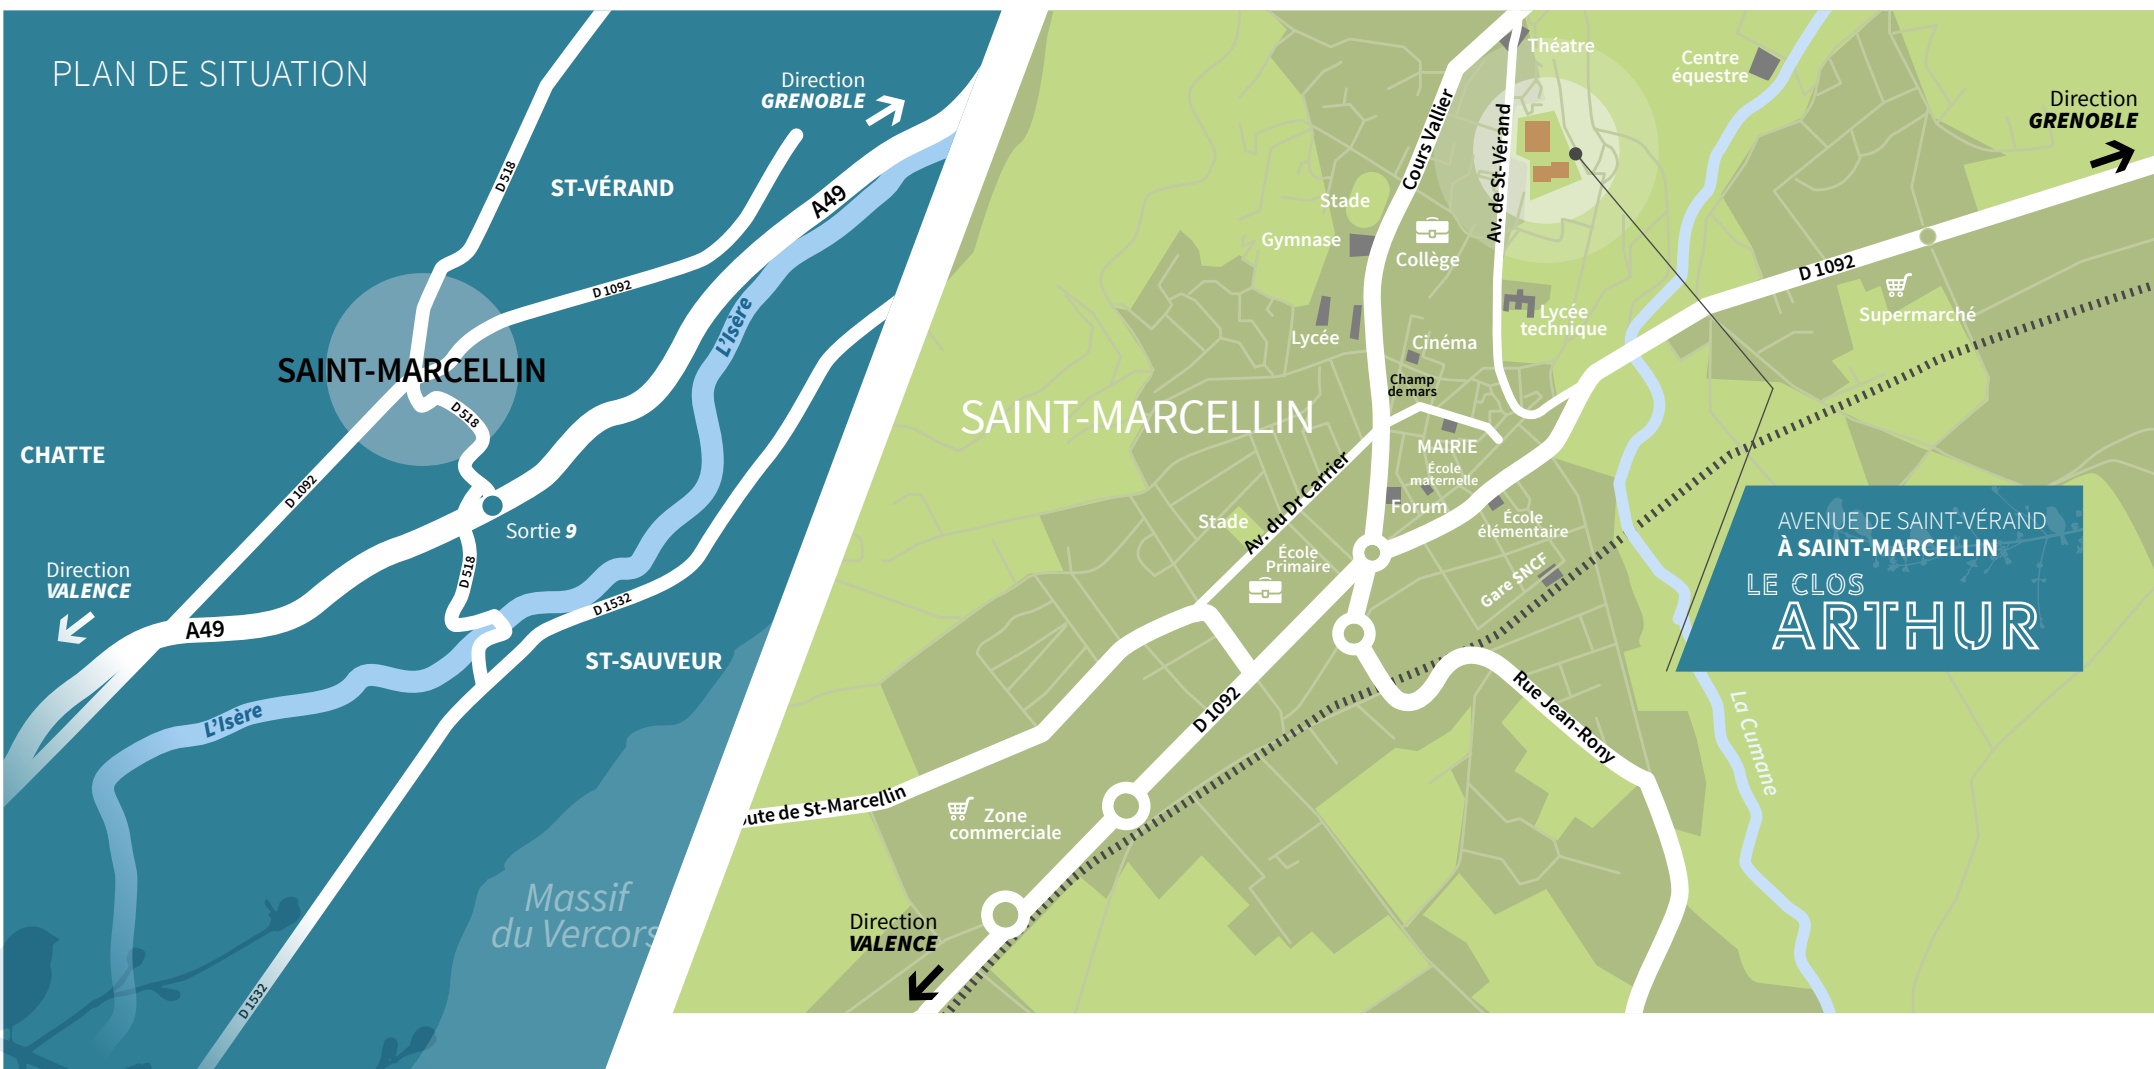 PLAN DE SITUATION
Direction
GRENOBLE
D 518
ST-VÉRAND
A49
D 1092
L'Isère
SAINT-MARCELLIN
D 518
CHATTE
D 1092
Sortie 9
D 518
Direction
VALENCE
A49
D 1532
ST-SAUVEUR
L'Isère
Massif
du Vercors
D 1532
Théatre
Centre
équestre
Direction
GRENOBLE
Cours Vallier
Av. de St-Vérand
Stade
Gymnase
Collège
D 1092
Supermarché
Lycée
technique
Lycée
Cinéma
Champ
de mars
SAINT-MARCELLIN
MAIRIE
École
maternelle
Av. du Dr Carrier
Forum
Stade
École
élémentaire
École
Primaire
Gare SNCF
AVENUE DE SAINT-VÉRAND
À SAINT-MARCELLIN
LE CLOS
ARTHUR
D 1092
Rue Jean-Rony
La Cumane
oute de St-Marcellin
Zone
commerciale
Direction
VALENCE